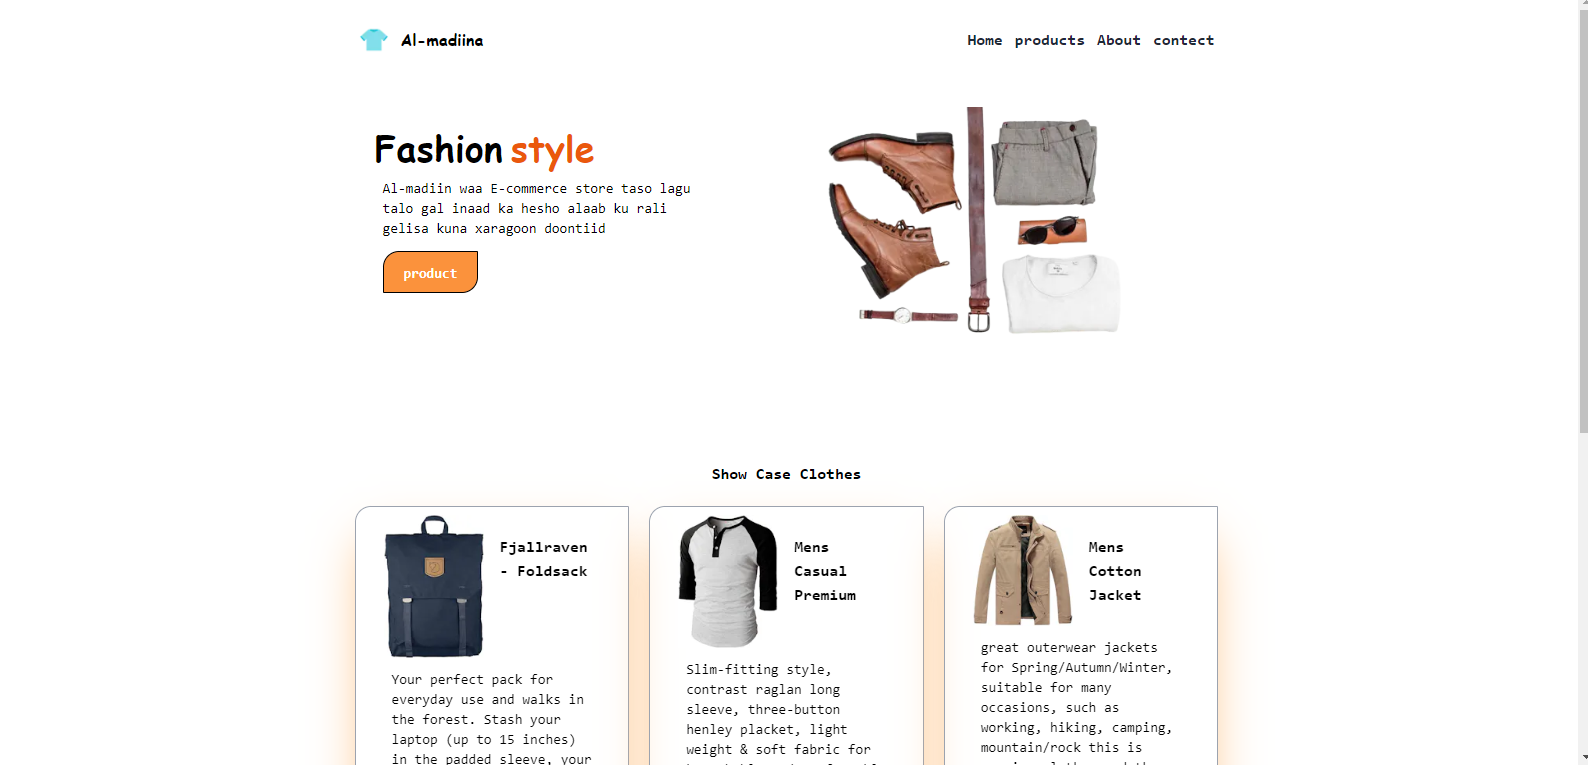 Al-madiina
Home products About contect
Fashion style
Al-madiin waa E-commerce store taso lagu
talo gal inaad ka hesho alaab ku rali
gelisa kuna xaragoon doontiid
product
Show Case Clothes
Fjallraven
- Foldsack
Your perfect pack for
everyday use and walks in
the forest. Stash your
laptop (up to 15 inches)
in the padded sleeve, your
Mens
Casual
Premium
Slim-fitting style,
contrast raglan long
sleeve, three-button
henley placket, light
weight & soft fabric for
Mens
Cotton
Jacket
great outerwear jackets
for Spring/Autumn/Winter,
suitable for many
occasions, such as
working, hiking, camping,
mountain/rock this is